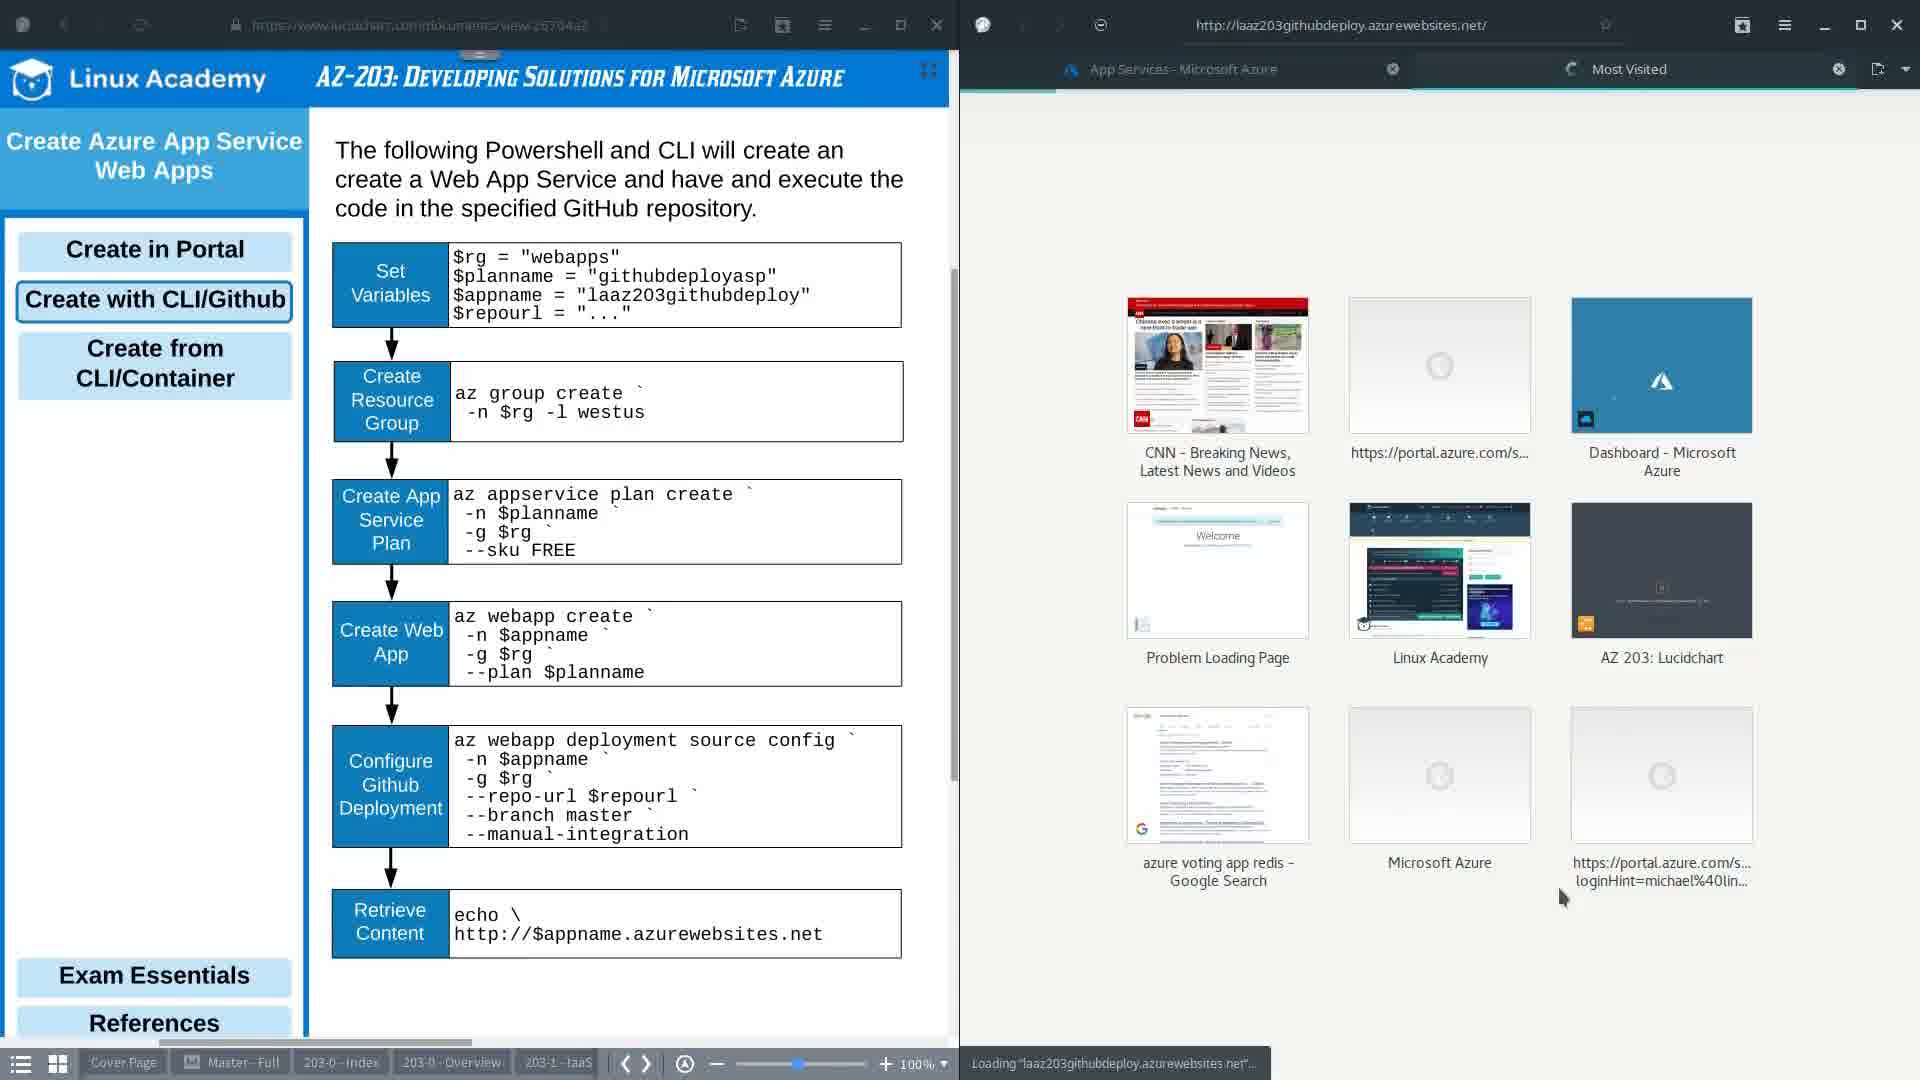 https://www.lucidchart.com/documents/view/26704a2
http://laaz203githubdeploy.azurewebsites.net/
App Services - Microsoft Azure
Most Visited
Linux Academy
AZ-203: Developing Solutions for Microsoft Azure
Create Azure App Service
Web Apps
Create in Portal
Create with CLI/Github
Create from
CLI/Container
Exam Essentials
References
The following Powershell and CLI will create an
create a Web App Service and have and execute the
code in the specified GitHub repository.
Set
Variables
$rg = "webapps"
$planname = "githubdeployasp"
$appname = "laaz2O3githubdeploy"
$repourl = "..."
Create
Resource
Group
az group create `
-n $rg -l westus
Create App
Service
Plan
az appservice plan create `
-n $planname `
-g $rg `
--sku FREE
Create Web
App
az webapp create `
-n $appname `
-g $rg `
--plan $planname
Configure
Github
Deployment
az webapp deployment source config `
-n $appname `
-g $rg `
--repo-url $repourl `
--branch master `
--manual-integration
Retrieve
Content
echo \
http://$appname.azurewebsites.net
CNN - Breaking News,
Latest News and Videos
https://portal.azure.com/s...
Dashboard - Microsoft
Azure
Welcome
Problem Loading Page
Linux Academy
AZ 203: Lucidchart
azure voting app redis -
Google Search
Microsoft Azure
https://portal.azure.com/s...
loginHint=michael%40lin...
Cover Page
Master - Full
203-0 - Index
203-0 - Overview
203-1 - IaaS
100%
Loading "laaz203githubdeploy.azurewebsites.net"...